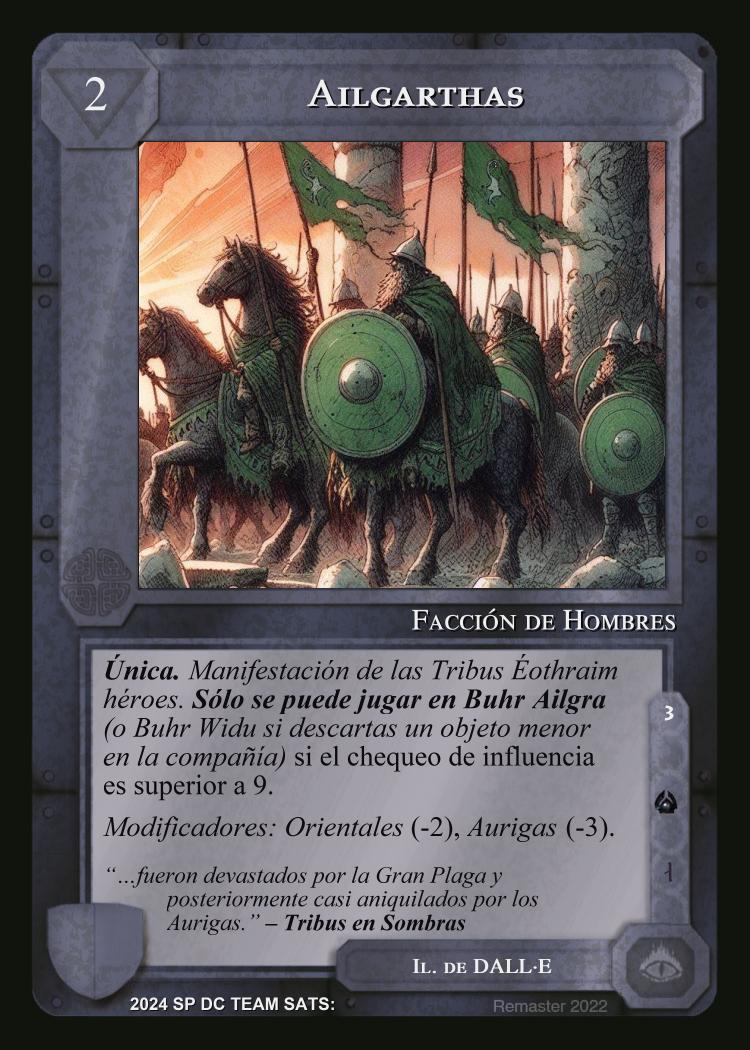 2
AILGARTHAS
FACCIÓN DE HOMBRES
Única. Manifestación de las Tribus Éothraim
héroes. Sólo se puede jugar en Buhr Ailgra
(o Buhr Widu si descartas un objeto menor
en la compañía) si el chequeo de influencia
es superior a 9.
3
Modificadores: Orientales (-2), Aurigas (-3).
“...fueron devastados por la Gran Plaga y
posteriormente casi aniquilados por los
Aurigas.” – Tribus en Sombras
IL. DE DALL·E
2024 SP DC TEAM SATS:
Remaster 2022